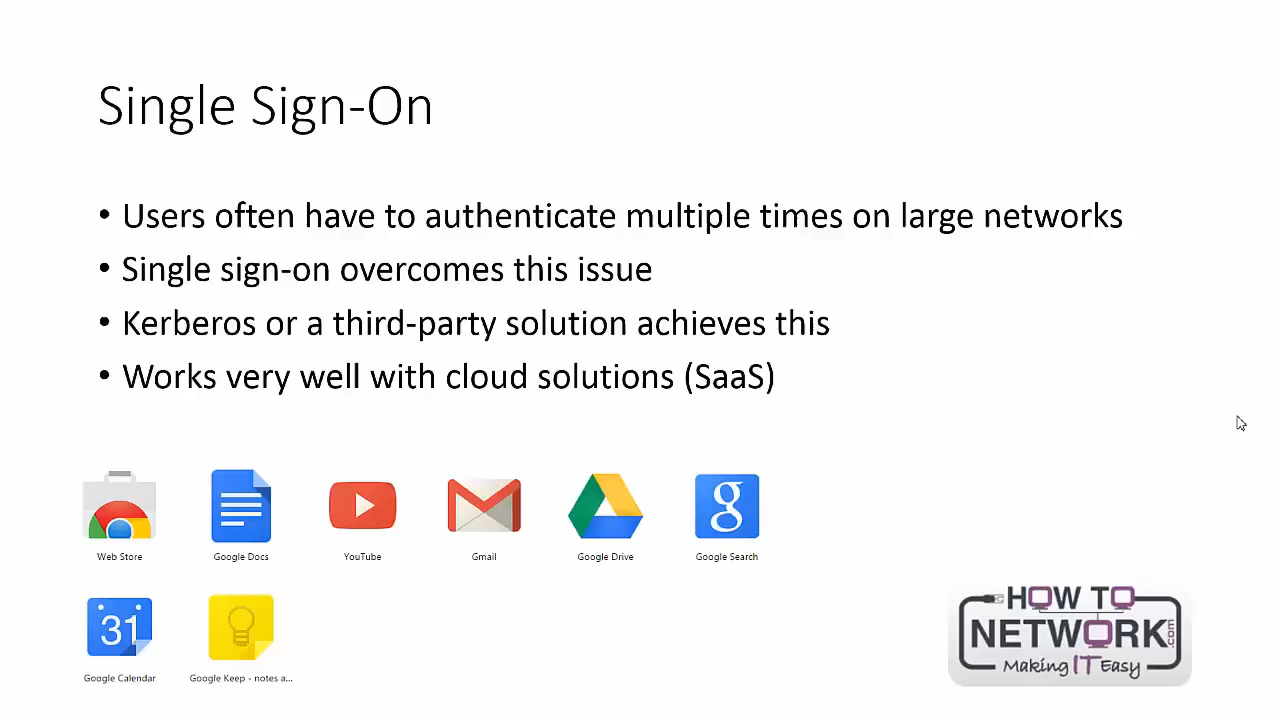 Single Sign-On
• Users often have to authenticate multiple times on large networks
• Single sign-on overcomes this issue
• Kerberos or a third-party solution achieves this
• Works very well with cloud solutions (SaaS)
Web Store
Google Docs
YouTube
Gmail
Google Drive
g
Google Search
31
Google Calendar
Google Keep - notes a...
HOW TO
NETWORK.com
Making IT Easy